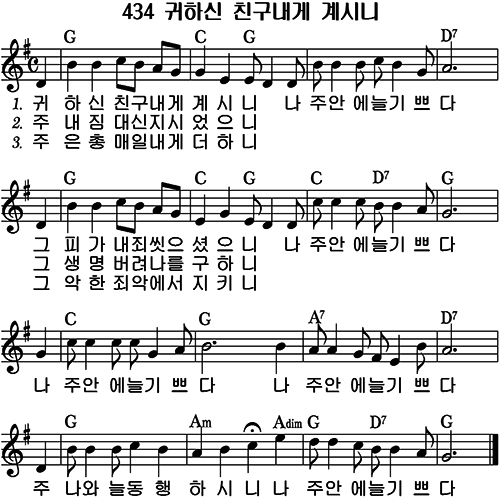 434 귀하신 친구내게 계시니
G C G D7
1. 귀 하 신 친구내게 계 시 니 나 주안 에늘기 쁘 다
2. 주 내 짐 대신지시 었 으 니
3. 주 은 총 매일내게 더 하 니
G C G C D7 G
그 피 가 내죄씻으 셨 으 니 나 주안 에늘기 쁘 다
그 생 명 버려나를 구 하 니
그 악 한 죄악에서 지 키 니
C G A7 D7
나 주안 에늘기 쁘 다 나 주안 에늘기 쁘 다
G Am Adim G D7 G
주 나와 늘동 행 하 시 니 나 주안 에늘기 쁘 다